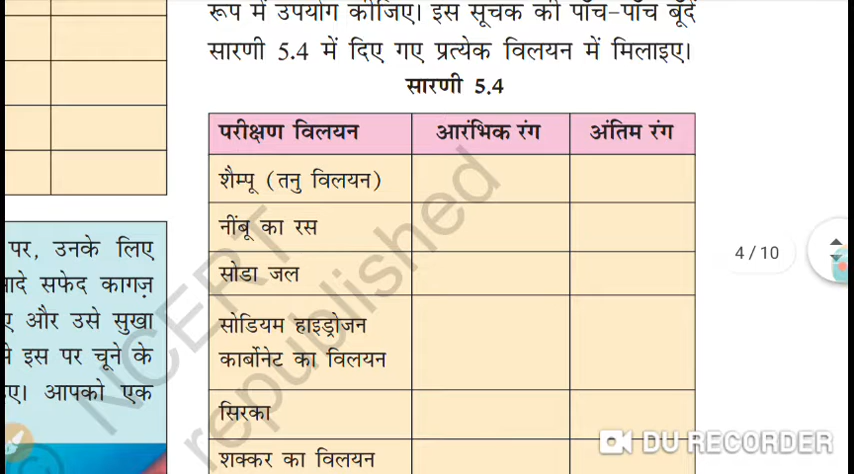 रूप में उपयोग कीजिए। इस सूचक की पाँच-पाँच बूँदें
सारणी 5.4 में दिए गए प्रत्येक विलयन में मिलाइए।
सारणी 5.4
परीक्षण विलयन आरंभिक रंग अंतिम रंग
शैम्पू (तनु विलयन)
नींबू का रस
सोडा जल
सोडियम हाइड्रोजन
कार्बोनेट का विलयन
सिरका
शक्कर का विलयन
पर, उनके लिए
सफेद कागज़
और उसे सुखा
इस पर चूने के
आपको एक
© NCERT
republished
4 / 10
DU RECORDER